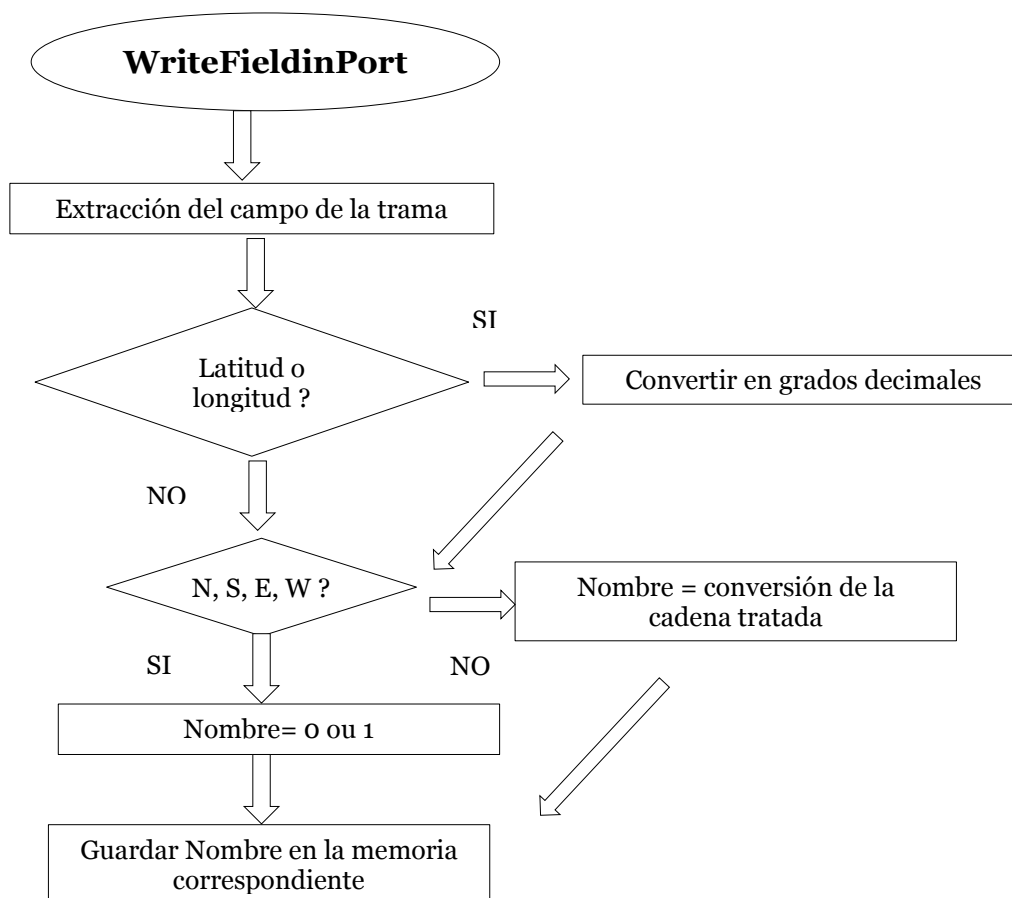 WriteFieldinPort
Extracción del campo de la trama
SI
Latitud o
longitud ?
Convertir en grados decimales
NO
N, S, E, W ?
Nombre = conversión de la
cadena tratada
SI
NO
Nombre= 0 ou 1
Guardar Nombre en la memoria
correspondiente